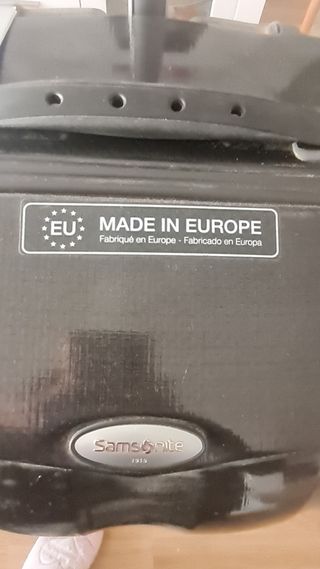 EU MADE IN EUROPE
Fabriqué en Europe - Fabricado en Europa
Samsonite
1910